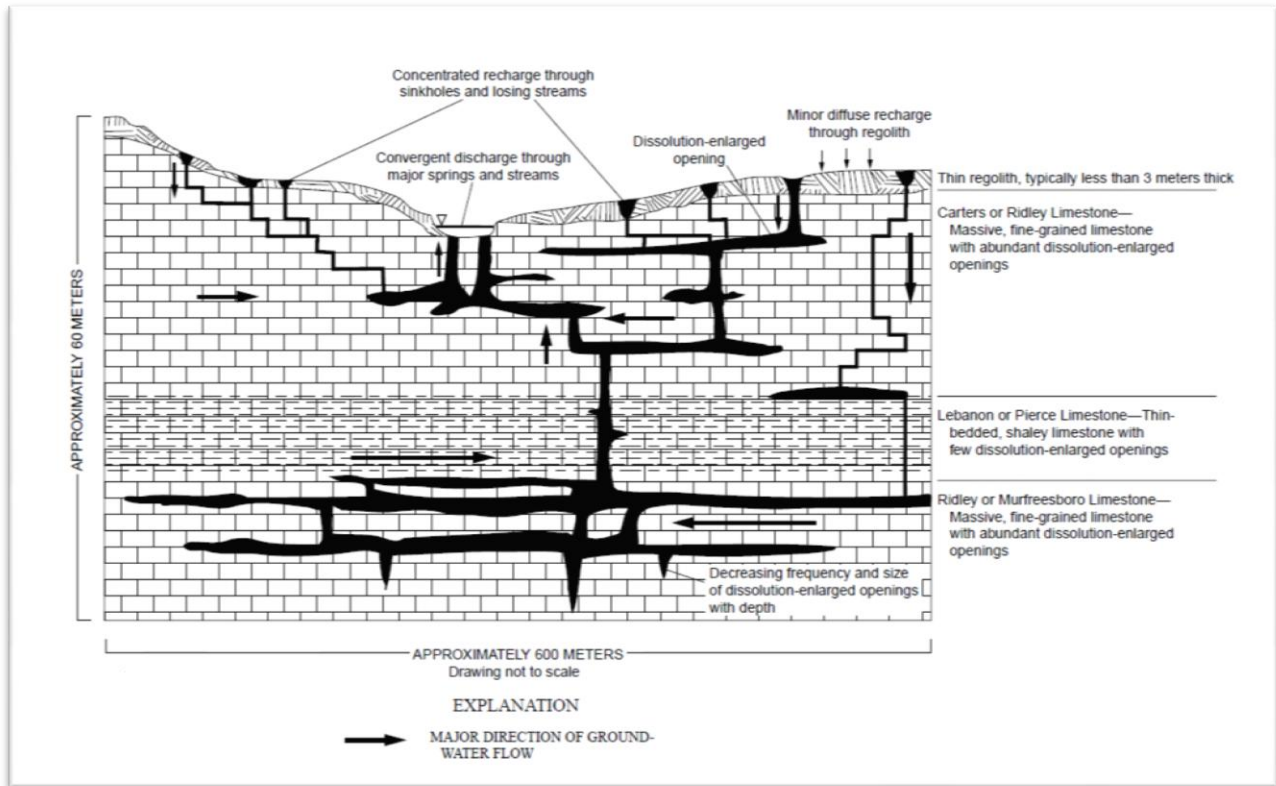 Concentrated recharge through
sinkholes and losing streams
Minor diffuse recharge
through regolith
Dissolution-enlarged
opening
Convergent discharge through
major springs and streams
Thin regolith, typically less than 3 meters thick
Carters or Ridley Limestone—
Massive, fine-grained limestone
with abundant dissolution-enlarged
openings
APPROXIMATELY 60 METERS
Lebanon or Pierce Limestone—Thin-
bedded, shaley limestone with
few dissolution-enlarged openings
Ridley or Murfreesboro Limestone—
Massive, fine-grained limestone
with abundant dissolution-enlarged
openings
Decreasing frequency and size
of dissolution-enlarged openings
with depth
APPROXIMATELY 600 METERS
Drawing not to scale
EXPLANATION
MAJOR DIRECTION OF GROUND-
WATER FLOW